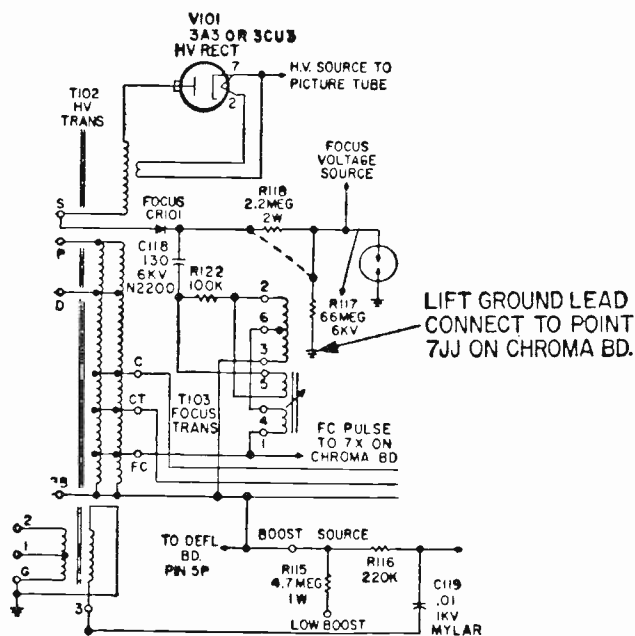 V101
3A3 OR 3CU3
HV RECT
7
2
H.V. SOURCE TO
PICTURE TUBE
T102
HV
TRANS
FOCUS
VOLTAGE
SOURCE
S
FOCUS
CR101
R118
2.2MEG
2W
P
C118
130
6KV
N2200
R122
100K
2
6
3
5
4
1
R117
66MEG
6KV
LIFT GROUND LEAD
CONNECT TO POINT
7JJ ON CHROMA BD.
D
C
CT
FC
T103
FOCUS
TRANS
FC PULSE
TO 7X ON
CHROMA BD
2
1
G
3
TO DEFL
BD.
PIN 5P
BOOST SOURCE
R115
4.7MEG
1W
LOW BOOST
R116
220K
C119
.01
1KV
MYLAR